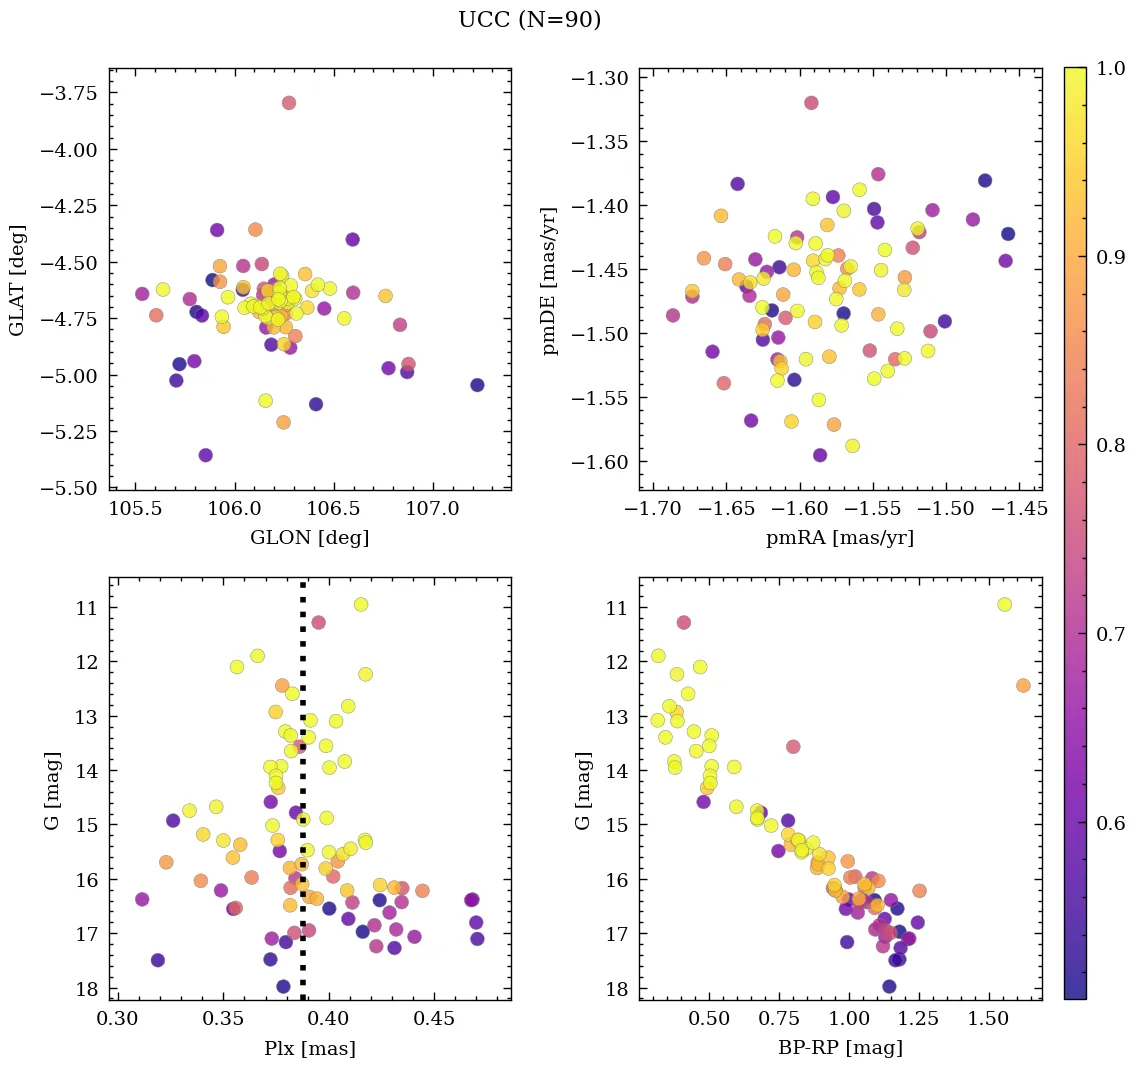 UCC (N=90)
−3.75
−4.00
−4.25
−4.50
−4.75
−5.00
−5.25
−5.50
GLAT [deg]
105.5 106.0 106.5 107.0
GLON [deg]
−1.30
−1.35
−1.40
−1.45
−1.50
−1.55
−1.60
pmDE [mas/yr]
−1.70 −1.65 −1.60 −1.55 −1.50 −1.45
pmRA [mas/yr]
11
12
13
14
15
16
17
18
G [mag]
0.30 0.35 0.40 0.45
Plx [mas]
11
12
13
14
15
16
17
18
G [mag]
0.50 0.75 1.00 1.25 1.50
BP-RP [mag]
1.0
0.9
0.8
0.7
0.6